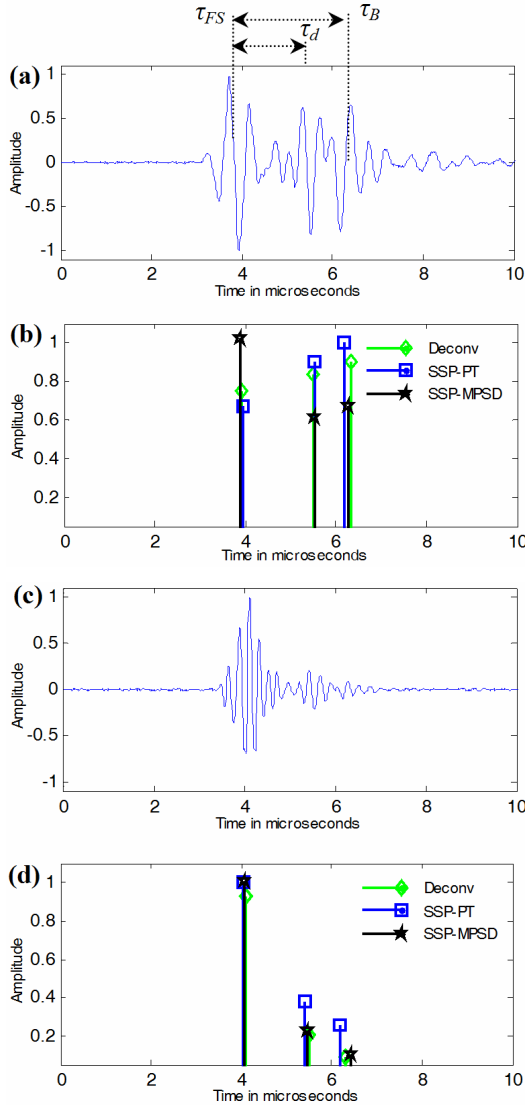 τFS τB
τd
(a)
1
0.5
0
-0.5
-1
Amplitude
0 2 4 6 8 10
Time in microseconds
(b)
1
0.8
0.6
0.4
0.2
Amplitude
Deconv
SSP-PT
SSP-MPSD
0 2 4 6 8 10
Time in microseconds
(c)
1
0.5
0
-0.5
-1
Amplitude
0 2 4 6 8 10
Time in microseconds
(d)
1
0.8
0.6
0.4
0.2
Amplitude
Deconv
SSP-PT
SSP-MPSD
0 2 4 6 8 10
Time in microseconds